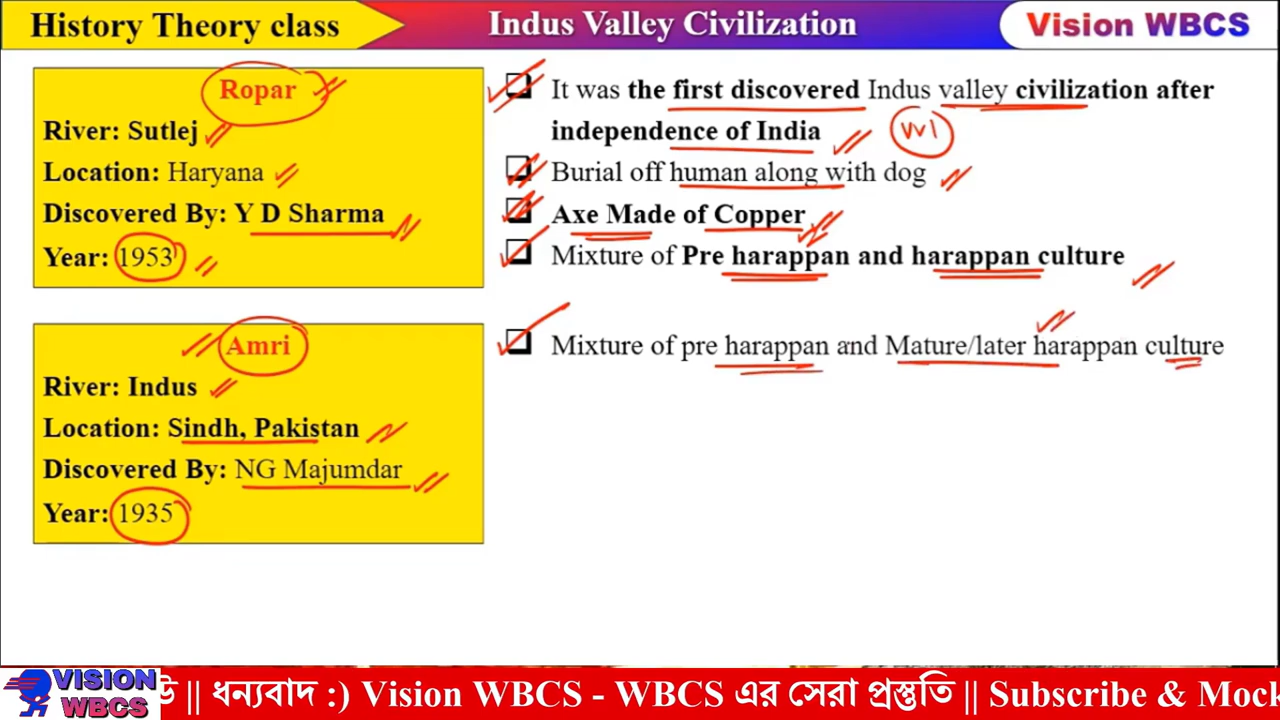 History Theory class
Indus Valley Civilization
Vision WBCS
Ropar
River: Sutlej
Location: Haryana
Discovered By: Y D Sharma
Year: 1953
It was the first discovered Indus valley civilization after
independence of India
Burial off human along with dog
Axe Made of Copper
Mixture of Pre harappan and harappan culture
Amri
River: Indus
Location: Sindh, Pakistan
Discovered By: NG Majumdar
Year: 1935
Mixture of pre harappan and Mature/later harappan culture
VISION
WBCS
|| ধন্যবাদ :) Vision WBCS - WBCS এর সেরা প্রস্তুতি || Subscribe & Mock